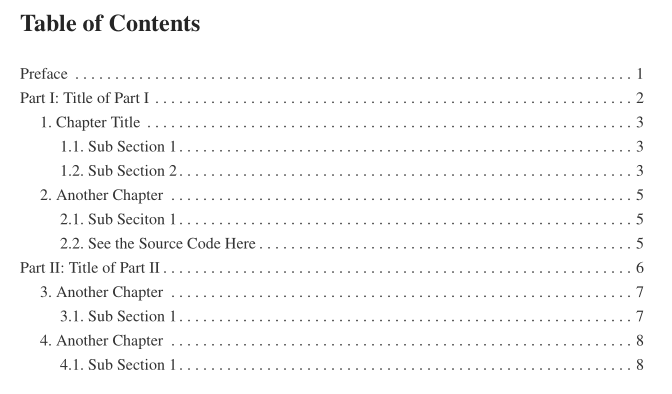 Table of Contents
Preface . . . . . . . . . . . . . . . . . . . . . . . . . . . . . . . . . . . . . . . . . . . . . . . . . . . . . . . . . . . . . . . . . . . . . . 1
Part I: Title of Part I . . . . . . . . . . . . . . . . . . . . . . . . . . . . . . . . . . . . . . . . . . . . . . . . . . . . . . . . . . . . 2
1. Chapter Title . . . . . . . . . . . . . . . . . . . . . . . . . . . . . . . . . . . . . . . . . . . . . . . . . . . . . . . . . . . . . 3
1.1. Sub Section 1. . . . . . . . . . . . . . . . . . . . . . . . . . . . . . . . . . . . . . . . . . . . . . . . . . . . . . . . . 3
1.2. Sub Section 2. . . . . . . . . . . . . . . . . . . . . . . . . . . . . . . . . . . . . . . . . . . . . . . . . . . . . . . . . 3
2. Another Chapter . . . . . . . . . . . . . . . . . . . . . . . . . . . . . . . . . . . . . . . . . . . . . . . . . . . . . . . . . . 5
2.1. Sub Seciton 1. . . . . . . . . . . . . . . . . . . . . . . . . . . . . . . . . . . . . . . . . . . . . . . . . . . . . . . . . 5
2.2. See the Source Code Here . . . . . . . . . . . . . . . . . . . . . . . . . . . . . . . . . . . . . . . . . . . . . . . 5
Part II: Title of Part II . . . . . . . . . . . . . . . . . . . . . . . . . . . . . . . . . . . . . . . . . . . . . . . . . . . . . . . . . . . 6
3. Another Chapter . . . . . . . . . . . . . . . . . . . . . . . . . . . . . . . . . . . . . . . . . . . . . . . . . . . . . . . . . . 7
3.1. Sub Section 1. . . . . . . . . . . . . . . . . . . . . . . . . . . . . . . . . . . . . . . . . . . . . . . . . . . . . . . . . 7
4. Another Chapter . . . . . . . . . . . . . . . . . . . . . . . . . . . . . . . . . . . . . . . . . . . . . . . . . . . . . . . . . . 8
4.1. Sub Section 1. . . . . . . . . . . . . . . . . . . . . . . . . . . . . . . . . . . . . . . . . . . . . . . . . . . . . . . . . 8